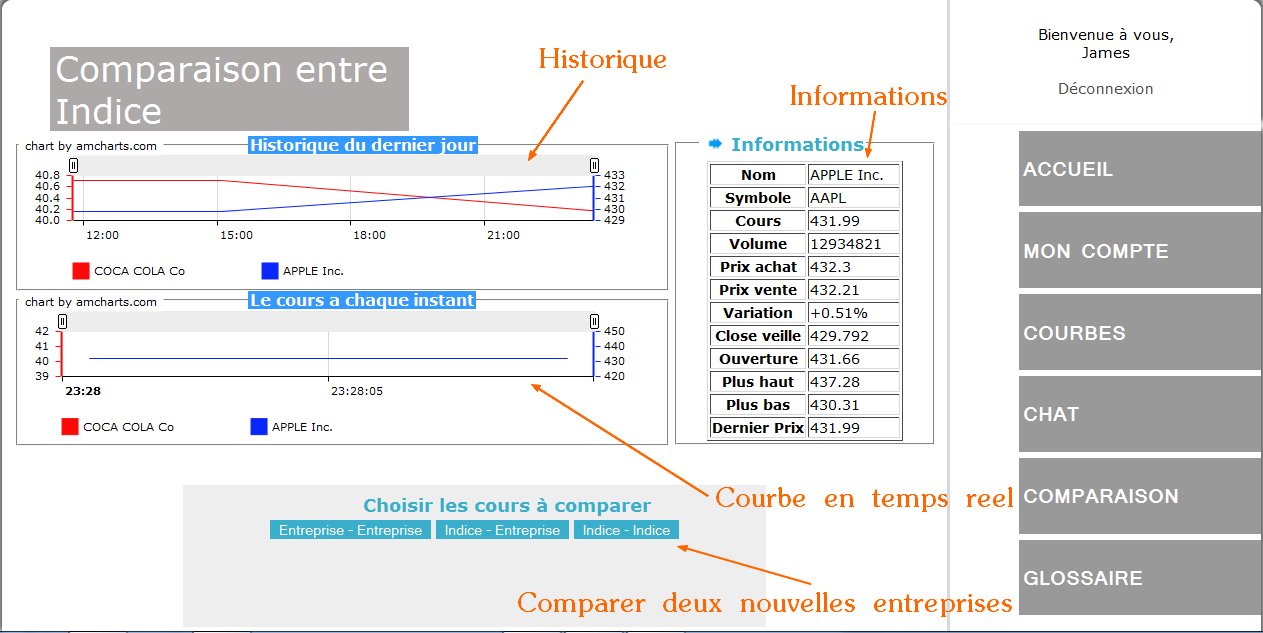 Bienvenue à vous,
James
Déconnexion
Comparaison entre
Indice
Historique
Informations
chart by amcharts.com
Historique du dernier jour
40.8
40.6
40.4
40.2
40.0
433
432
431
430
429
12:00 15:00 18:00 21:00
COCA COLA Co APPLE Inc.
chart by amcharts.com
Le cours a chaque instant
42
41
40
39
450
440
430
420
23:28 23:28:05
COCA COLA Co APPLE Inc.
Informations
Nom APPLE Inc.
Symbole AAPL
Cours 431.99
Volume 12934821
Prix achat 432.3
Prix vente 432.21
Variation +0.51%
Close veille 429.792
Ouverture 431.66
Plus haut 437.28
Plus bas 430.31
Dernier Prix 431.99
Courbe en temps reel
Choisir les cours à comparer
Entreprise - Entreprise Indice - Entreprise Indice - Indice
Comparer deux nouvelles entreprises
ACCUEIL
MON COMPTE
COURBES
CHAT
COMPARAISON
GLOSSAIRE